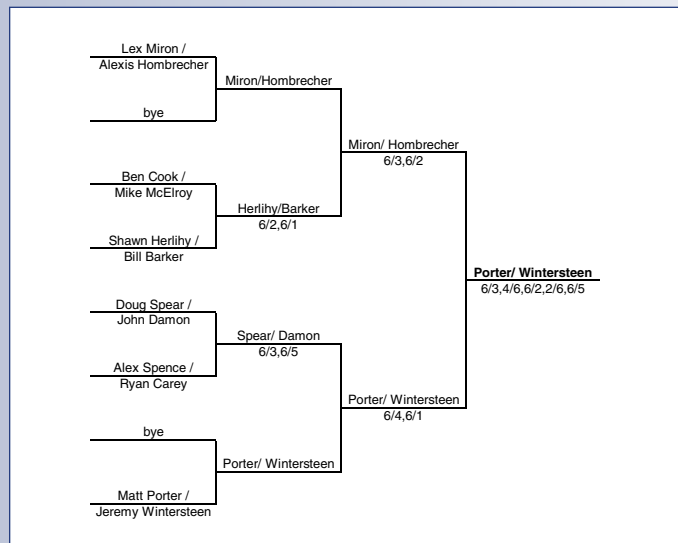 Lex Miron /
Alexis Hombrecher
Miron/Hombrecher
bye
Miron/ Hombrecher
6/3,6/2
Ben Cook /
Mike McElroy
Herlihy/Barker
6/2,6/1
Shawn Herlihy /
Bill Barker
Porter/ Wintersteen
6/3,4/6,6/2,2/6,6/5
Doug Spear /
John Damon
Spear/ Damon
6/3,6/5
Alex Spence /
Ryan Carey
Porter/ Wintersteen
6/4,6/1
bye
Porter/ Wintersteen
Matt Porter /
Jeremy Wintersteen